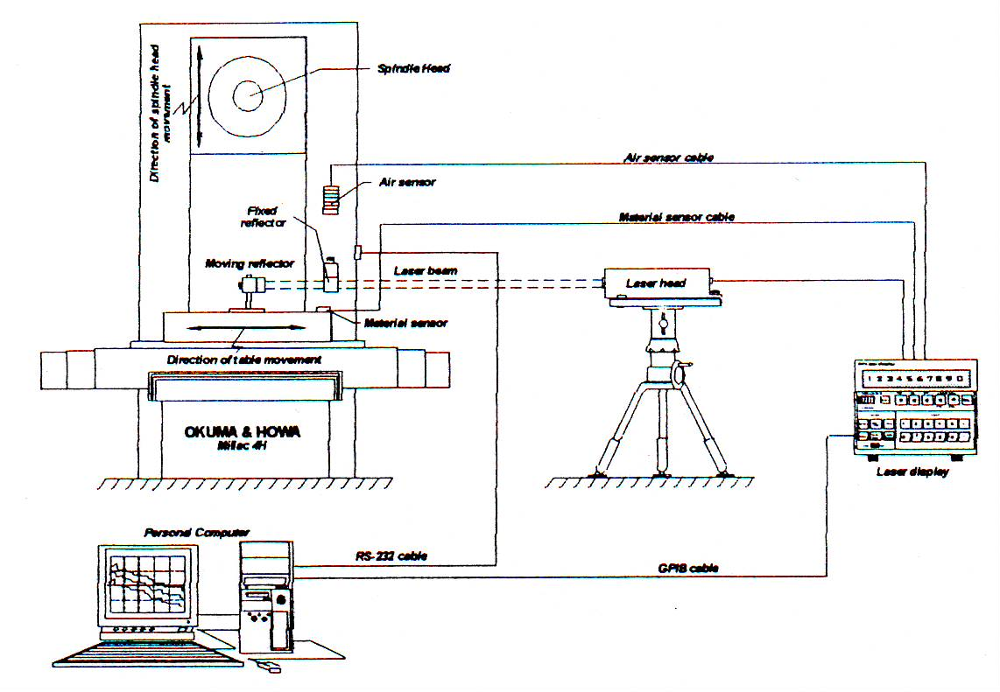 Direction of spindle head
movement
Spindle Head
Air sensor cable
Air sensor
Fixed
reflector
Material sensor cable
Moving reflector
Laser beam
Laser head
Material sensor
Direction of table movement
1 2 3 4 5 6 7 8 9 0
OKUMA & HOWA
Millac 4H
Laser display
Personal Computer
RS-232 cable
GPIB cable